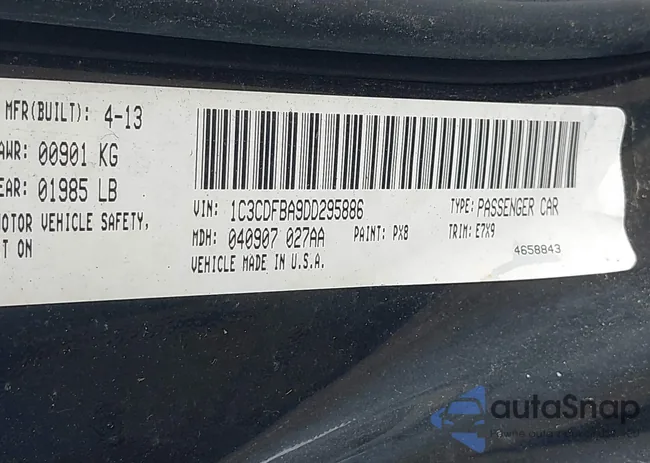 MFR(BUILT): 4-13
AWR: 00901 KG
EAR: 01985 LB
MOTOR VEHICLE SAFETY,
T ON
VIN: 1C3CDFBA9DD295886
TYPE: PASSENGER CAR
MDH: 040907 027AA
PAINT: PX8
TRIM: E7X9
VEHICLE MADE IN U.S.A.
4658843
autoSnap